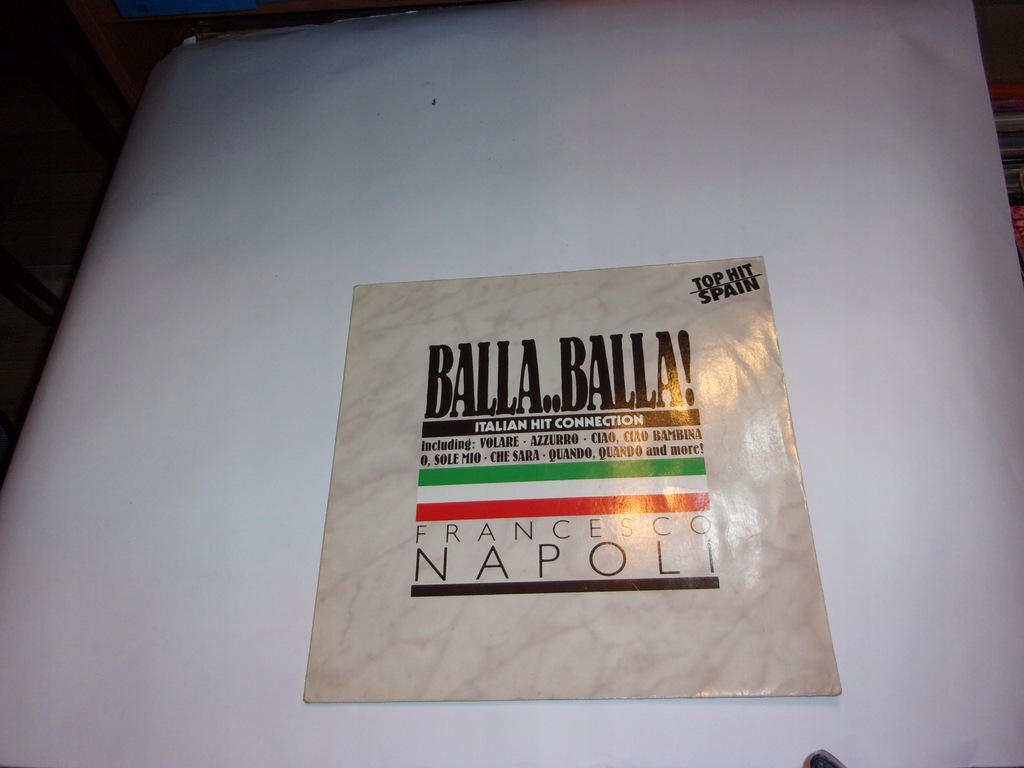 TOP HIT
SPAIN
BALLA..BALLA!
ITALIAN HIT CONNECTION
Including: VOLARE · AZZURRO · CIAO, CIAO BAMBINA
O, SOLE MIO · CHE SARA · QUANDO, QUANDO and more!
FRANCESCO
NAPOLI